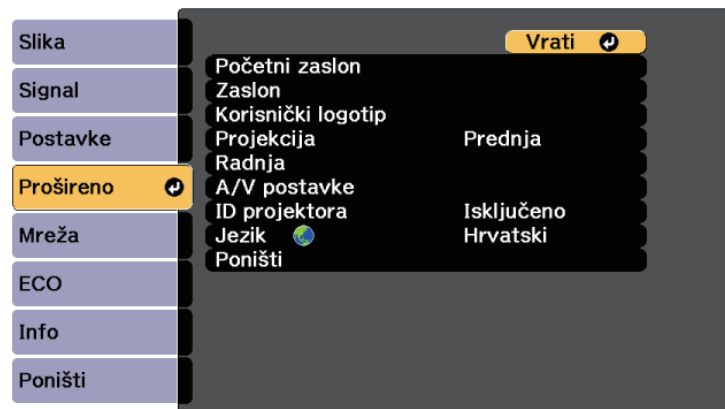 Slika
Signal
Postavke
Prošireno
Mreža
ECO
Info
Poništi
Vrati
Početni zaslon
Zaslon
Korisnički logotip
Projekcija Prednja
Radnja
A/V postavke
ID projektora Isključeno
Jezik Hrvatski
Poništi